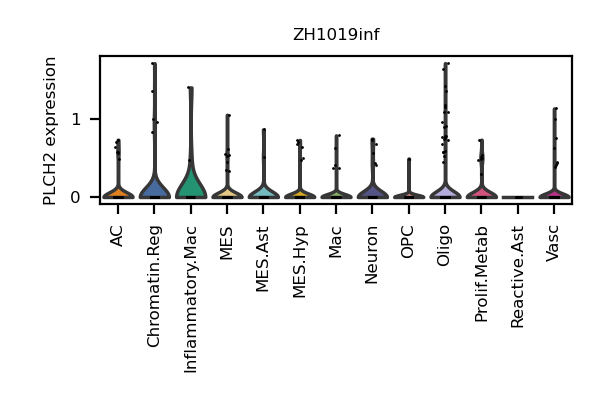 ZH1019inf
PLCH2 expression
1
0
AC
Chromatin.Reg
Inflammatory.Mac
MES
MES.Ast
MES.Hyp
Mac
Neuron
OPC
Oligo
Prolif.Metab
Reactive.Ast
Vasc